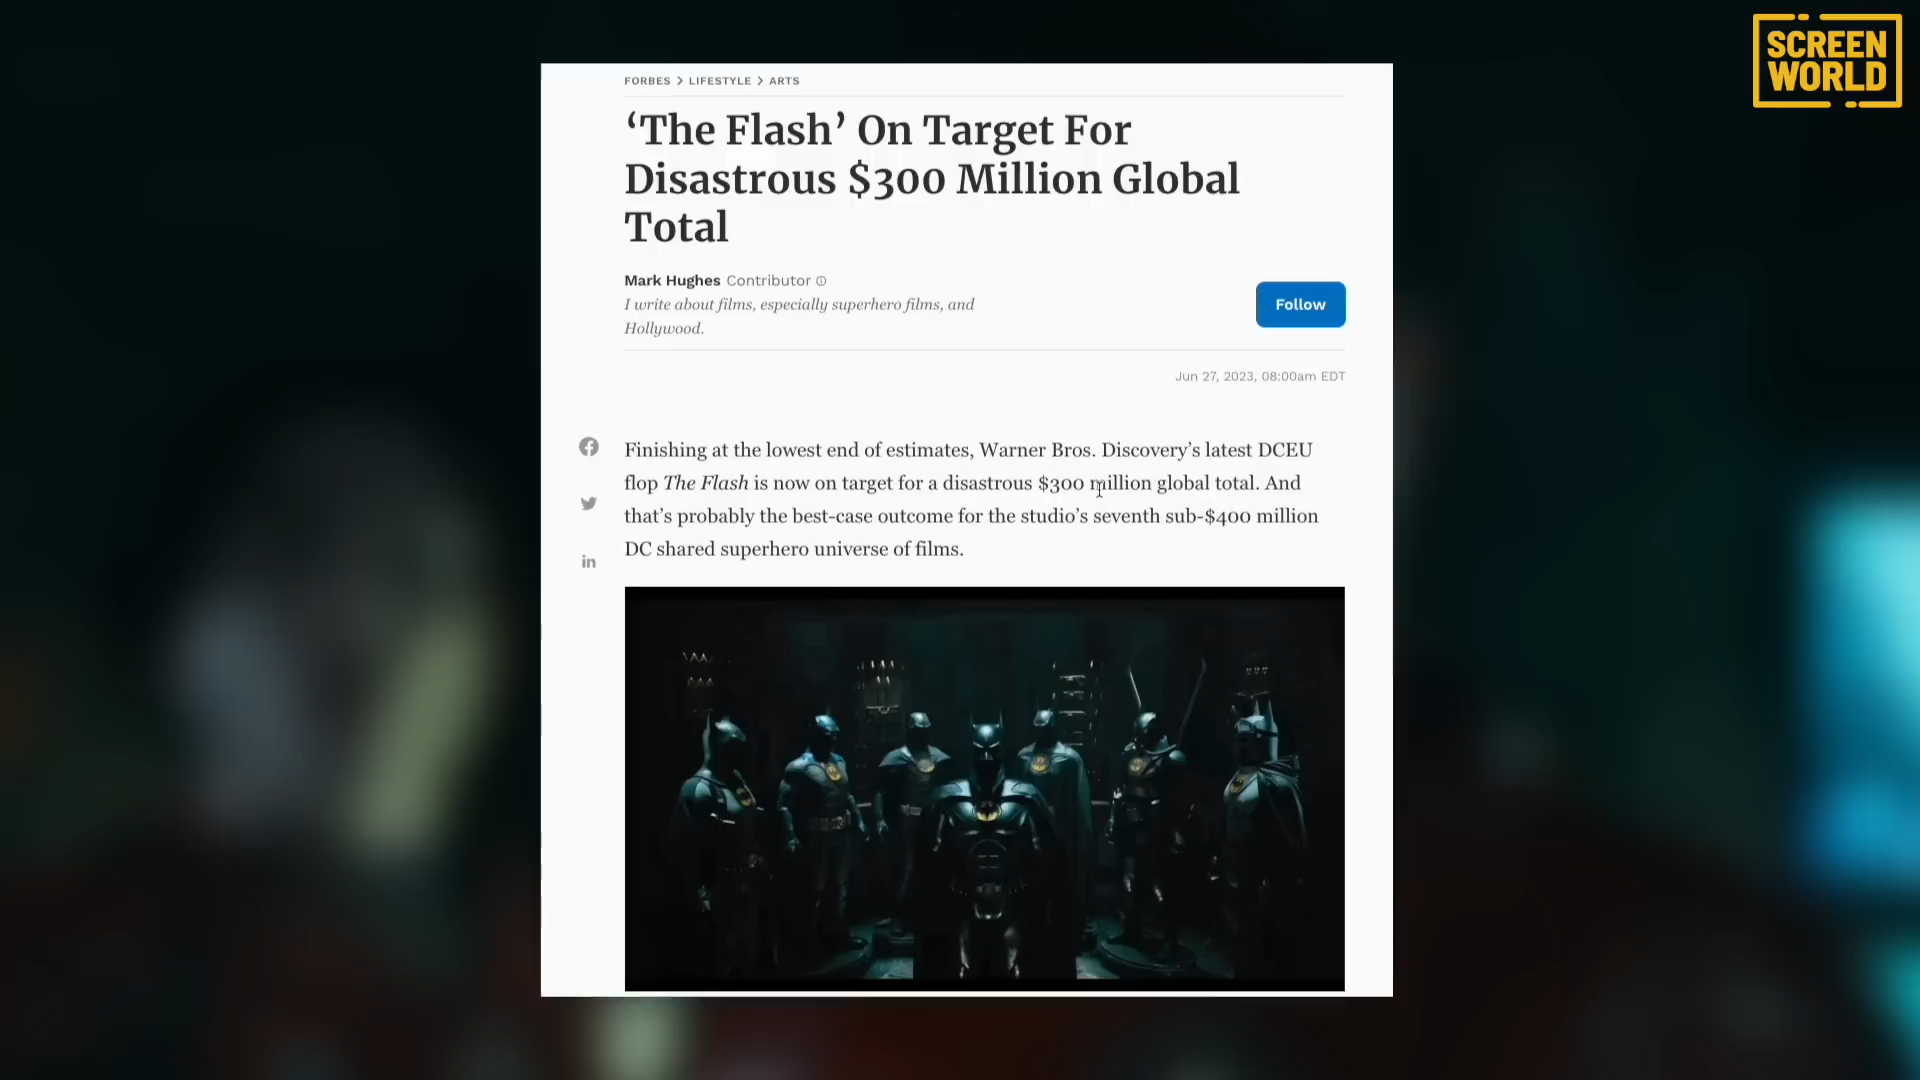 SCREEN
WORLD
FORBES > LIFESTYLE > ARTS
‘The Flash’ On Target For
Disastrous $300 Million Global
Total
Mark Hughes Contributor
I write about films, especially superhero films, and
Hollywood.
Follow
Jun 27, 2023, 08:00am EDT
Finishing at the lowest end of estimates, Warner Bros. Discovery’s latest DCEU
flop The Flash is now on target for a disastrous $300 million global total. And
that’s probably the best-case outcome for the studio’s seventh sub-$400 million
DC shared superhero universe of films.